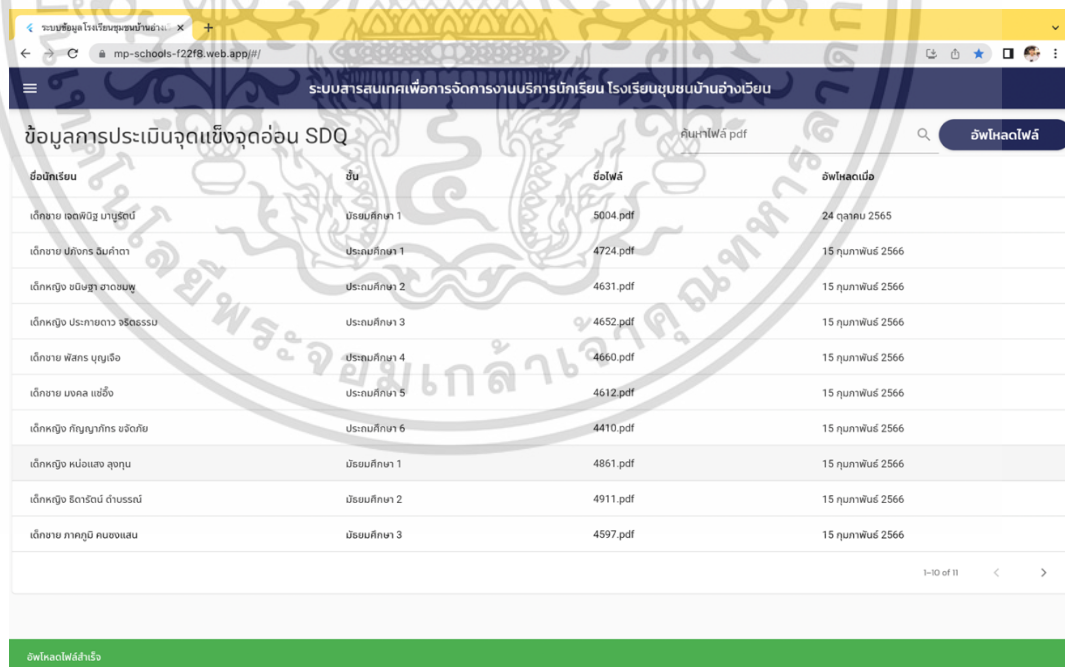 ระบบข้อมูลโรงเรียนชุมชนบ้านอ่าง
mp-schools-f22f8.web.app/#/
ระบบสารสนเทศเพื่อการจัดการงานบริการนักเรียน โรงเรียนชุมชนบ้านอ่างเวียน
ข้อมูลการประเมินจุดแข็งจุดอ่อน SDQ ค้นหาไฟล์ pdf อัพโหลดไฟล์
ชื่อนักเรียน ชั้น ชื่อไฟล์ อัพโหลดเมื่อ
เด็กชาย เจตพินิฐ มานูรัตน์ มัธยมศึกษา 1 5004.pdf 24 ตุลาคม 2565
เด็กชาย ปภังกร ฉิมคำตา ประถมศึกษา 1 4724.pdf 15 กุมภาพันธ์ 2566
เด็กหญิง ชนิษฐา ฮาดชมพู ประถมศึกษา 2 4631.pdf 15 กุมภาพันธ์ 2566
เด็กหญิง ประกายดาว จริตธรรม ประถมศึกษา 3 4652.pdf 15 กุมภาพันธ์ 2566
เด็กชาย พัสกร บุญเจือ ประถมศึกษา 4 4660.pdf 15 กุมภาพันธ์ 2566
เด็กชาย มงคล แซ่อึ้ง ประถมศึกษา 5 4612.pdf 15 กุมภาพันธ์ 2566
เด็กหญิง กัญญาภัทร ขจัดภัย ประถมศึกษา 6 4410.pdf 15 กุมภาพันธ์ 2566
เด็กหญิง หน่อแสง ลุงทุน มัธยมศึกษา 1 4861.pdf 15 กุมภาพันธ์ 2566
เด็กหญิง ธิดารัตน์ ดำบรรณ์ มัธยมศึกษา 2 4911.pdf 15 กุมภาพันธ์ 2566
เด็กชาย ภาคภูมิ คนชงแสน มัธยมศึกษา 3 4597.pdf 15 กุมภาพันธ์ 2566
1–10 of 11
อัพโหลดไฟล์สำเร็จ